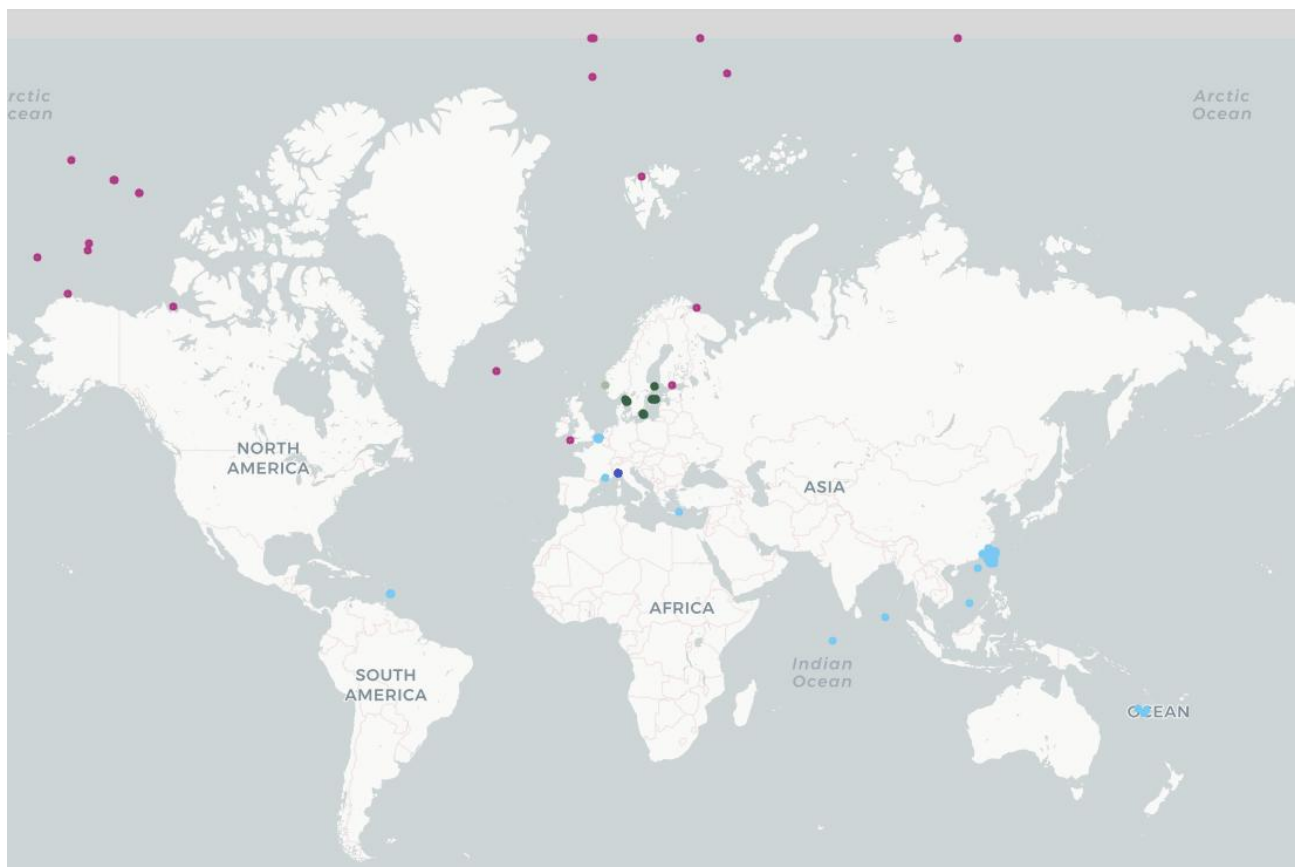 rctic
cean
Arctic
Ocean
NORTH
AMERICA
ASIA
AFRICA
SOUTH
AMERICA
Indian
Ocean
OCEAN